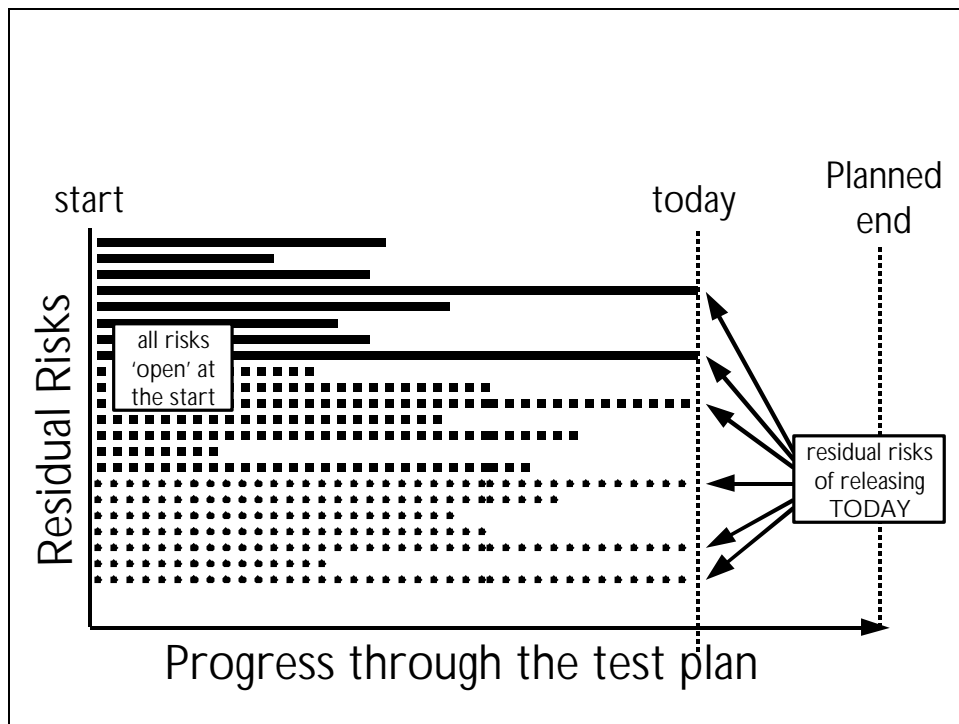 start
today
Planned
end
Residual Risks
all risks
‘open’ at
the start
residual risks
of releasing
TODAY
Progress through the test plan